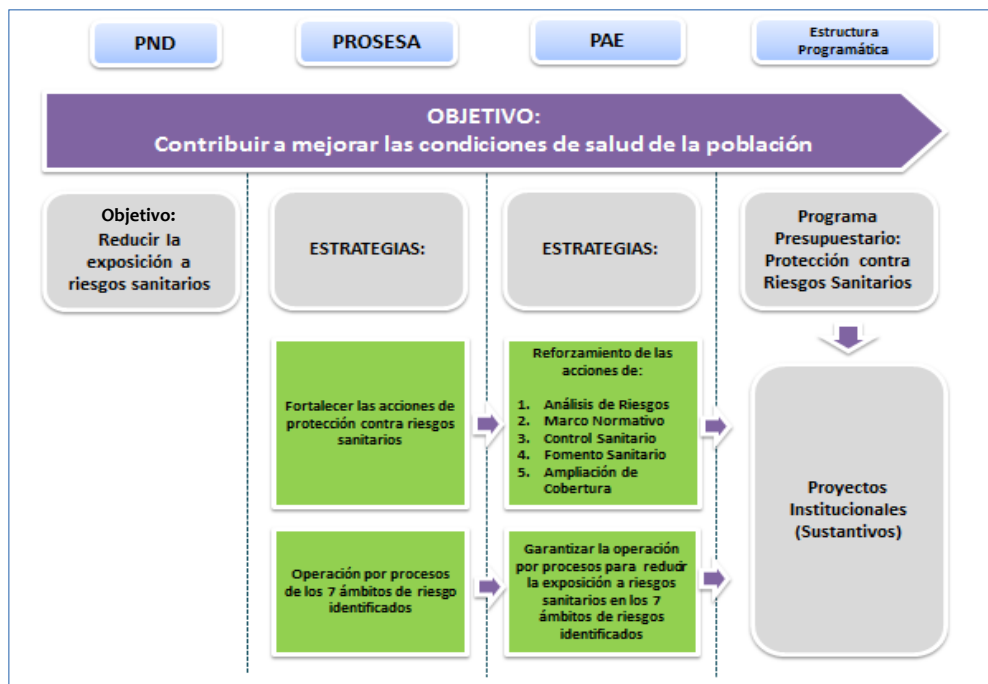 PND
PROSESA
PAE
Estructura
Programática
OBJETIVO:
Contribuir a mejorar las condiciones de salud de la población
Objetivo:
Reducir la
exposición a
riesgos sanitarios
ESTRATEGIAS:
ESTRATEGIAS:
Programa
Presupuestario:
Protección contra
Riesgos Sanitarios
Fortalecer las acciones de
protección contra riesgos
sanitarios
Reforzamiento de las
acciones de:
1. Análisis de Riesgos
2. Marco Normativo
3. Control Sanitario
4. Fomento Sanitario
5. Ampliación de
Cobertura
Proyectos
Institucionales
(Sustantivos)
Operación por procesos
de los 7 ámbitos de riesgo
identificados
Garantizar la operación
por procesos para reducir
la exposición a riesgos
sanitarios en los 7
ámbitos de riesgos
identificados